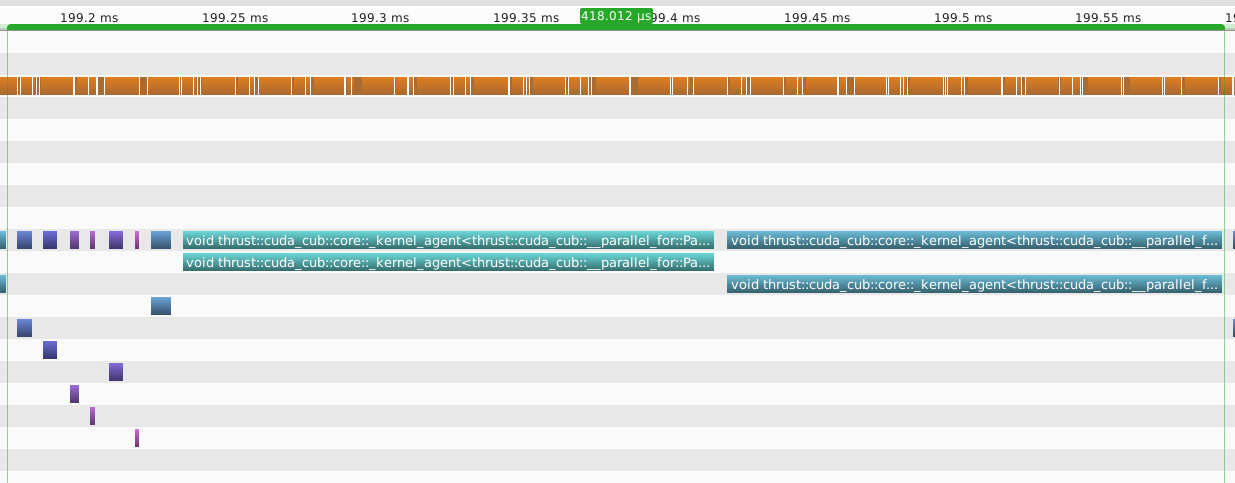 199.2 ms 199.25 ms 199.3 ms 199.35 ms 418.012 µs 99.4 ms 199.45 ms 199.5 ms 199.55 ms 19
void thrust::cuda_cub::core::_kernel_agent<thrust::cuda_cub::__parallel_for::Pa... void thrust::cuda_cub::core::_kernel_agent<thrust::cuda_cub::__parallel_f...
void thrust::cuda_cub::core::_kernel_agent<thrust::cuda_cub::__parallel_for::Pa...
void thrust::cuda_cub::core::_kernel_agent<thrust::cuda_cub::__parallel_f...